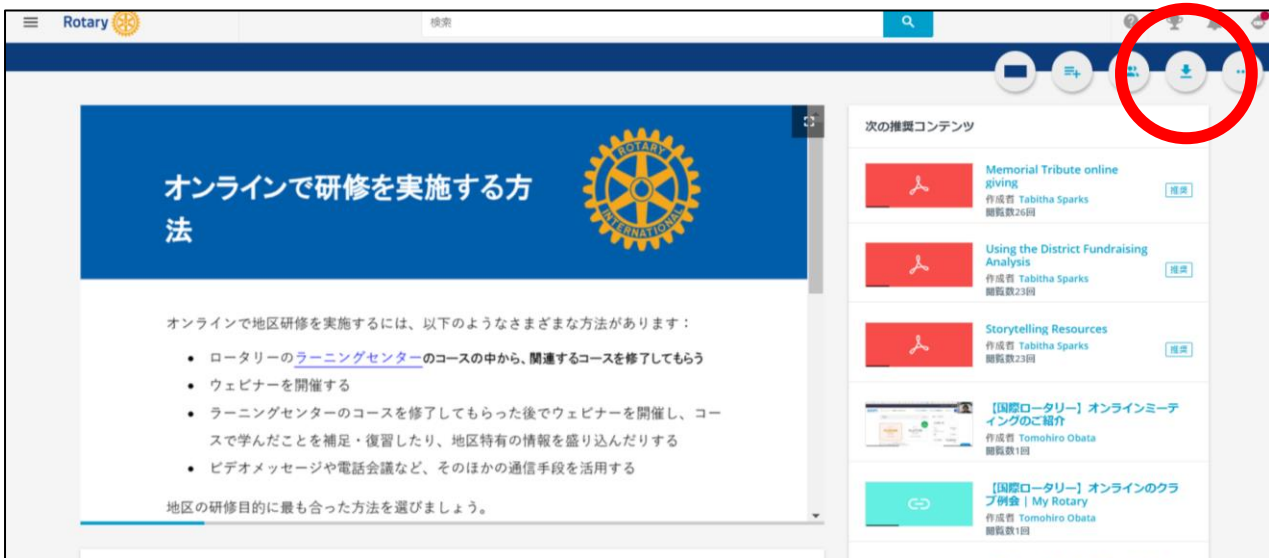 Rotary
検索
次の推奨コンテンツ
オンラインで研修を実施する方
法
ROTARY
INTERNATIONAL
オンラインで地区研修を実施するには、以下のようなさまざまな方法があります：
• ロータリーのラーニングセンターのコースの中から、関連するコースを修了してもらう
• ウェビナーを開催する
• ラーニングセンターのコースを修了してもらった後でウェビナーを開催し、コー
スで学んだことを補足・復習したり、地区特有の情報を盛り込んだりする
• ビデオメッセージや電話会議など、そのほかの通信手段を活用する
地区の研修目的に最も合った方法を選びましょう。
Memorial Tribute online
giving
作成者 Tabitha Sparks
閲覧数26回
推奨
Using the District Fundraising
Analysis
作成者 Tabitha Sparks
閲覧数23回
推奨
Storytelling Resources
作成者 Tabitha Sparks
閲覧数23回
推奨
【国際ロータリー】オンラインミーテ
ィングのご紹介
作成者 Tomohiro Obata
閲覧数1回
【国際ロータリー】オンラインのクラ
ブ例会 | My Rotary
作成者 Tomohiro Obata
閲覧数1回